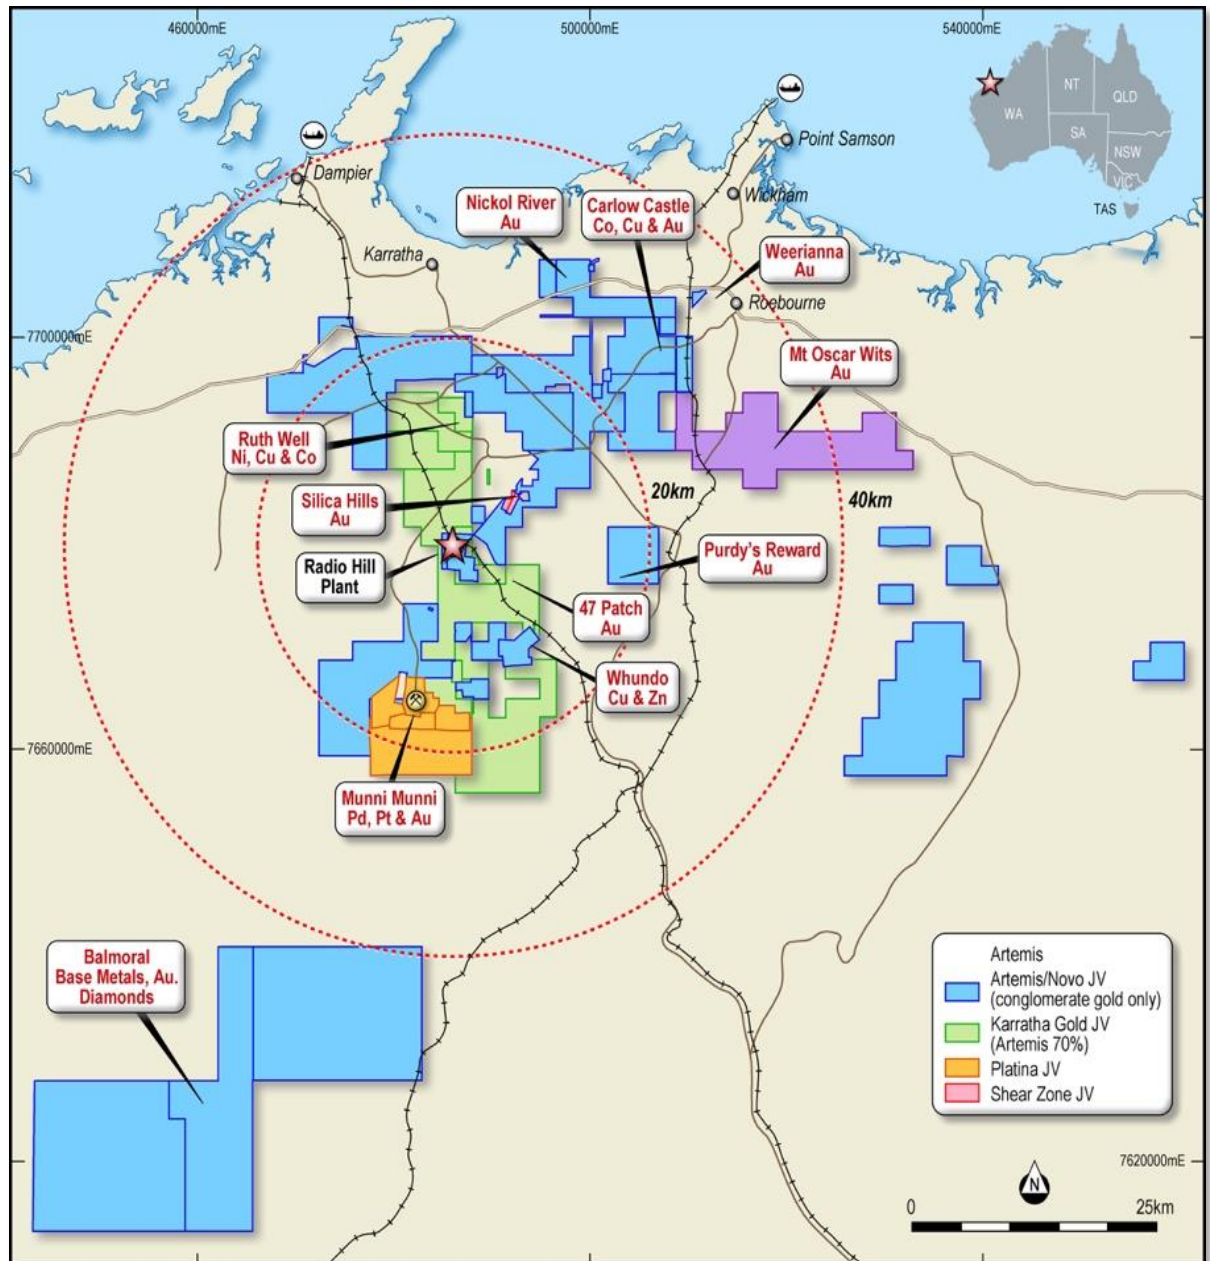 460000mE
500000mE
540000mE
NT
QLD
WA
SA
NSW
VIC
TAS
Point Samson
Dampier
Wickham
Nickol River
Au
Carlow Castle
Co, Cu & Au
Karratha
Weerianna
Au
Roebourne
7700000mE
Mt Oscar Wits
Au
Ruth Well
Ni, Cu & Co
Silica Hills
Au
20km
40km
Radio Hill
Plant
Purdy's Reward
Au
47 Patch
Au
Whundo
Cu & Zn
7660000mE
Munni Munni
Pd, Pt & Au
Balmoral
Base Metals, Au.
Diamonds
Artemis
Artemis/Novo JV
(conglomerate gold only)
Karratha Gold JV
(Artemis 70%)
Platina JV
Shear Zone JV
7620000mE
N
0
25km